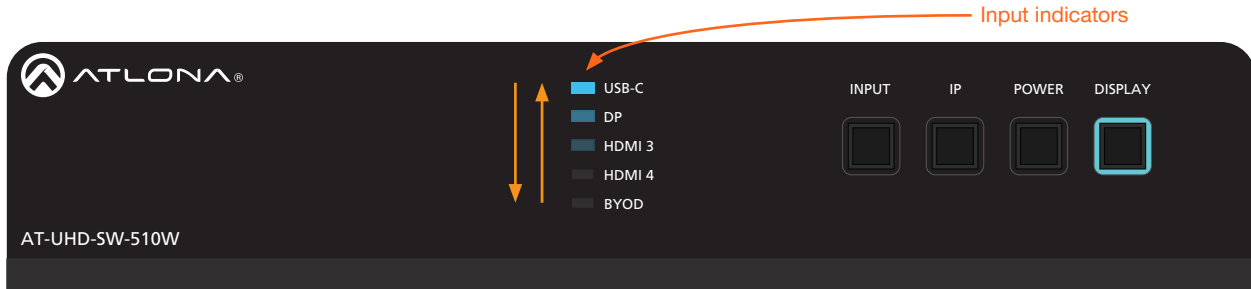 Input indicators
ATLONA®
USB-C
DP
HDMI 3
HDMI 4
BYOD
INPUT IP POWER DISPLAY
AT-UHD-SW-510W